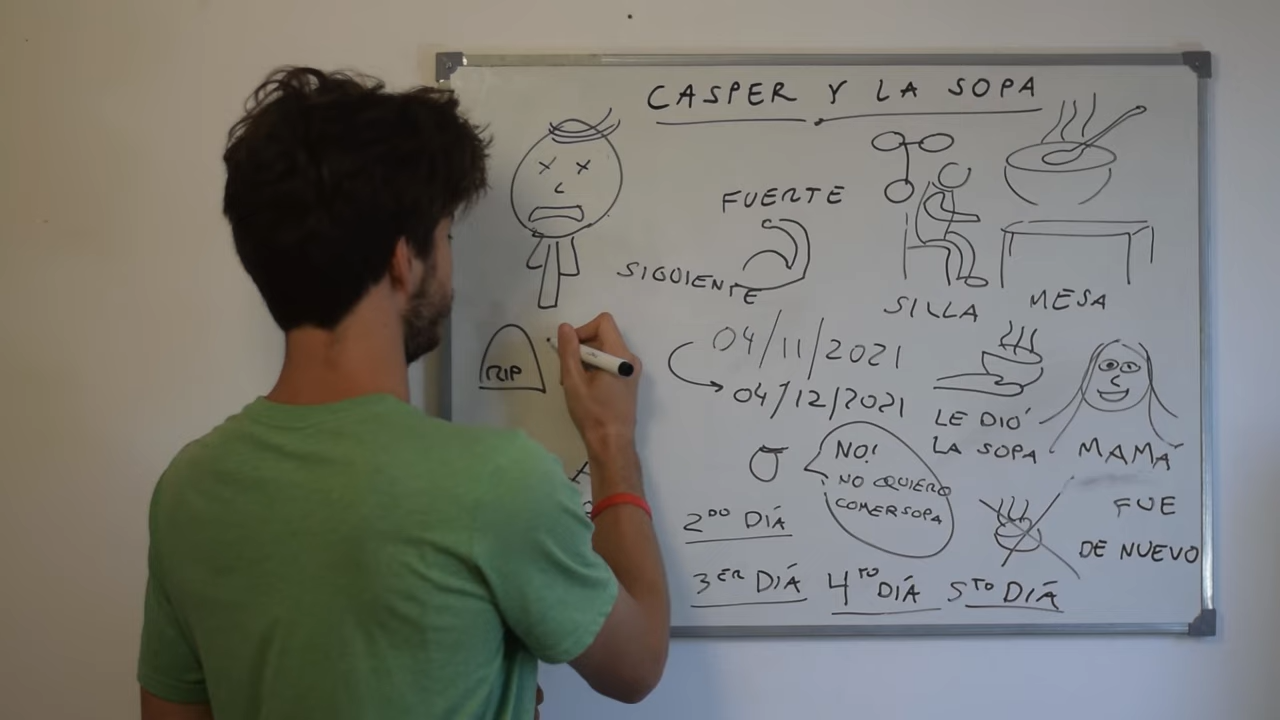 CASPER Y LA SOPA
FUERTE
SIGUIENTE
SILLA
MESA
RIP
04/11/2021
04/12/2021
LE DIÓ
LA SOPA
MAMÁ
NO!
NO QUIERO
COMER SOPA
FUE
DE NUEVO
2DO DÍA
3ER DÍA
4TO DÍA
5TO DÍA